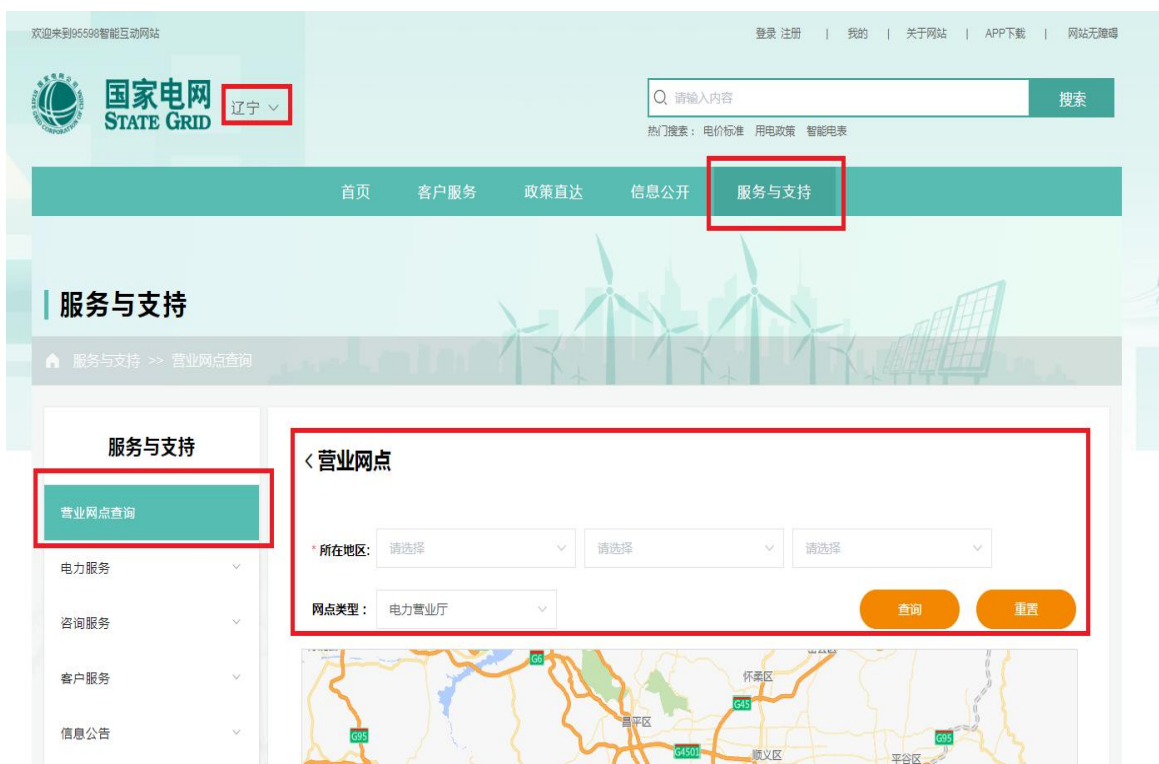 欢迎来到95598智能互动网站
登录 注册 | 我的 | 关于网站 | APP下载 | 网站无障碍
国家电网
STATE GRID
辽宁
请输入内容
搜索
热门搜索： 电价标准 用电政策 智能电表
首页 客户服务 政策直达 信息公开 服务与支持
服务与支持
服务与支持 >> 营业网点查询
服务与支持
营业网点查询
电力服务
咨询服务
客户服务
信息公告
营业网点
* 所在地区: 请选择 请选择 请选择
网点类型： 电力营业厅
查询 重置
G6
怀柔区
G45
昌平区
G95
G4501
顺义区
G95
平谷区